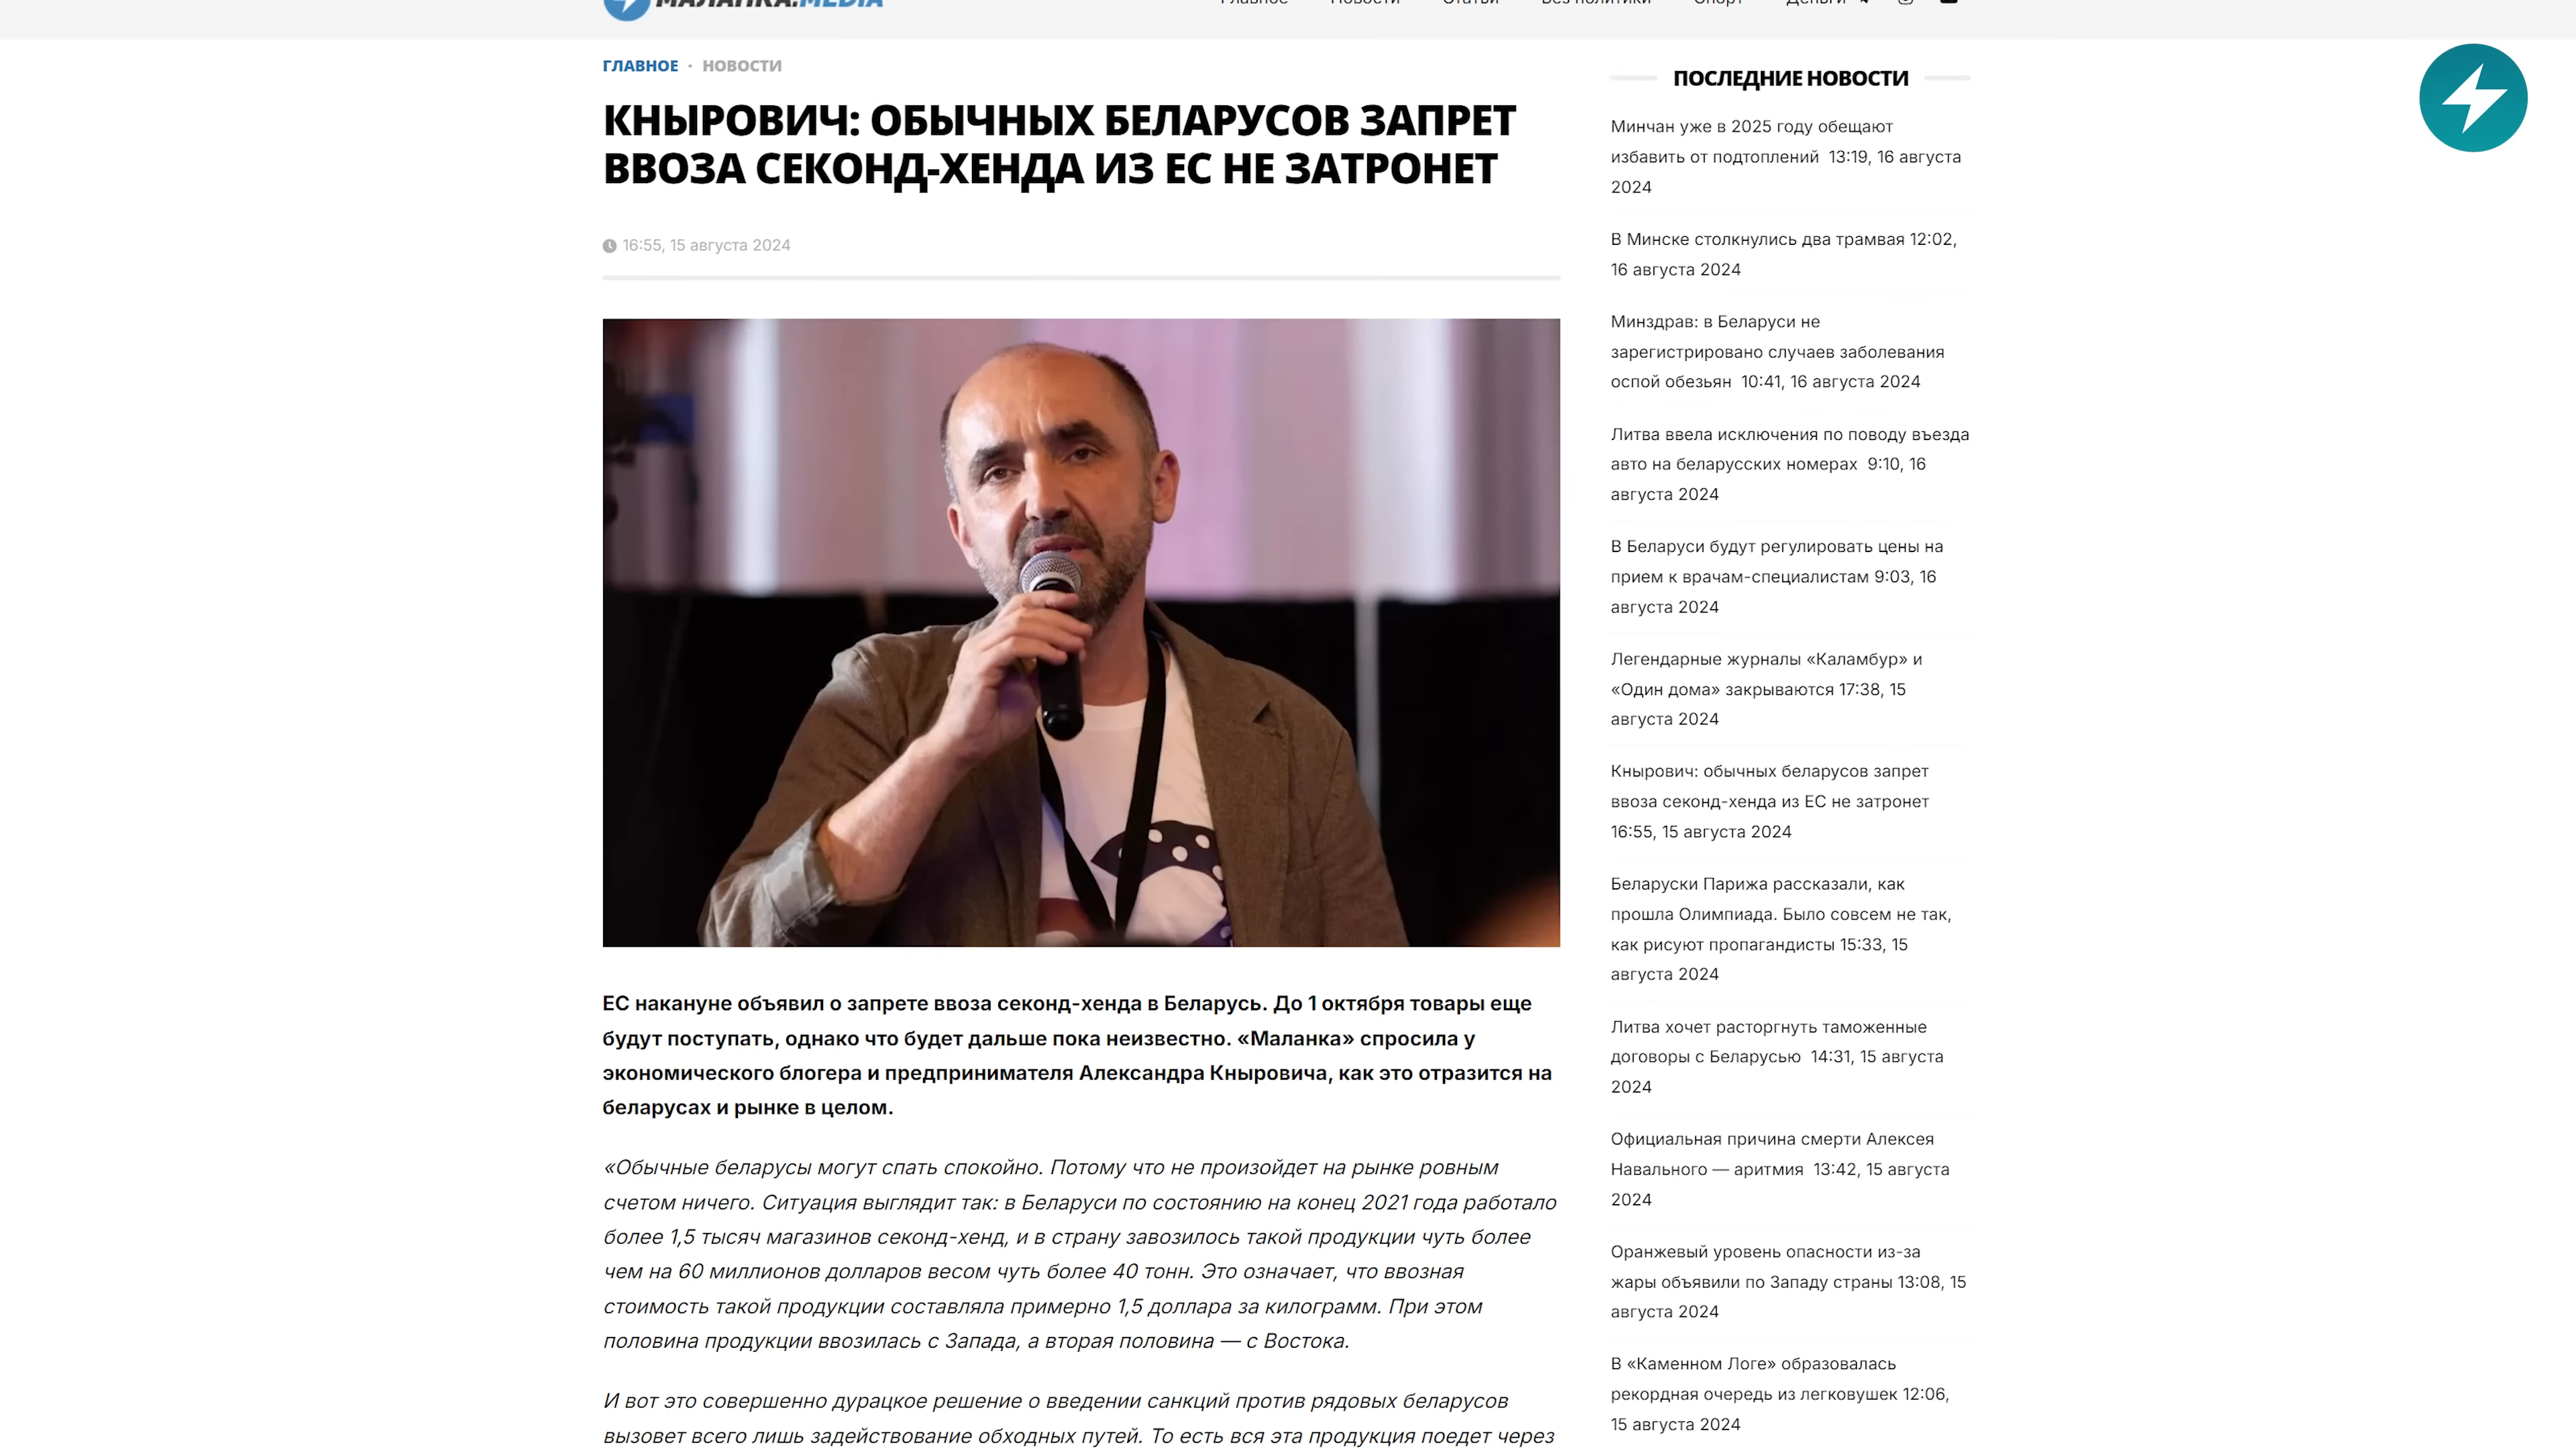 МАЛАНКА.MEDIA
Главное Новости Статьи Без политики Спорт Деньги
ГЛАВНОЕ · НОВОСТИ
КНЫРОВИЧ: ОБЫЧНЫХ БЕЛАРУСОВ ЗАПРЕТ
ВВОЗА СЕКОНД-ХЕНДА ИЗ ЕС НЕ ЗАТРОНЕТ
16:55, 15 августа 2024
ЕС накануне объявил о запрете ввоза секонд-хенда в Беларусь. До 1 октября товары еще
будут поступать, однако что будет дальше пока неизвестно. «Маланка» спросила у
экономического блогера и предпринимателя Александра Кныровича, как это отразится на
беларусах и рынке в целом.
«Обычные беларусы могут спать спокойно. Потому что не произойдет на рынке ровным
счетом ничего. Ситуация выглядит так: в Беларуси по состоянию на конец 2021 года работало
более 1,5 тысяч магазинов секонд-хенд, и в страну завозилось такой продукции чуть более
чем на 60 миллионов долларов весом чуть более 40 тонн. Это означает, что ввозная
стоимость такой продукции составляла примерно 1,5 доллара за килограмм. При этом
половина продукции ввозилась с Запада, а вторая половина — с Востока.
И вот это совершенно дурацкое решение о введении санкций против рядовых беларусов
вызовет всего лишь задействование обходных путей. То есть вся эта продукция поедет через
ПОСЛЕДНИЕ НОВОСТИ
Минчан уже в 2025 году обещают
избавить от подтоплений 13:19, 16 августа
2024
В Минске столкнулись два трамвая 12:02,
16 августа 2024
Минздрав: в Беларуси не
зарегистрировано случаев заболевания
оспой обезьян 10:41, 16 августа 2024
Литва ввела исключения по поводу въезда
авто на беларусских номерах 9:10, 16
августа 2024
В Беларуси будут регулировать цены на
прием к врачам-специалистам 9:03, 16
августа 2024
Легендарные журналы «Каламбур» и
«Один дома» закрываются 17:38, 15
августа 2024
Кнырович: обычных беларусов запрет
ввоза секонд-хенда из ЕС не затронет
16:55, 15 августа 2024
Беларуски Парижа рассказали, как
прошла Олимпиада. Было совсем не так,
как рисуют пропагандисты 15:33, 15
августа 2024
Литва хочет расторгнуть таможенные
договоры с Беларусью 14:31, 15 августа
2024
Официальная причина смерти Алексея
Навального — аритмия 13:42, 15 августа
2024
Оранжевый уровень опасности из-за
жары объявили по Западу страны 13:08, 15
августа 2024
В «Каменном Логе» образовалась
рекордная очередь из легковушек 12:06,
15 августа 2024